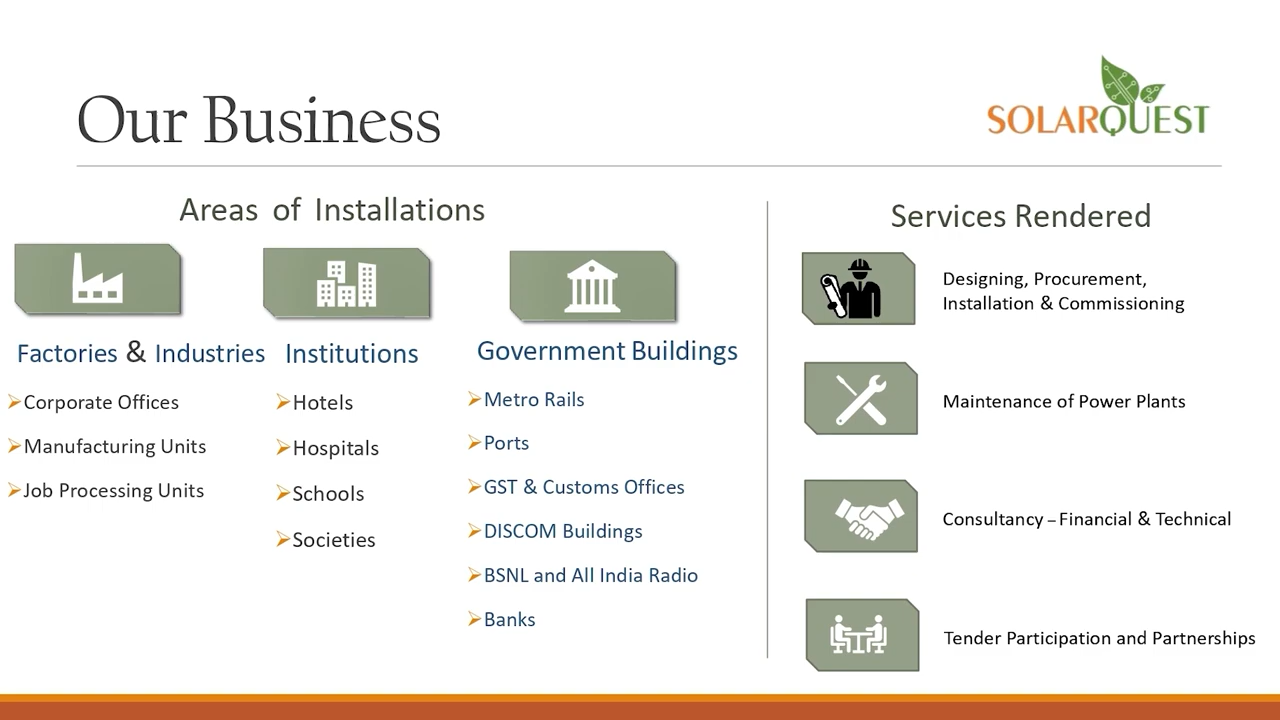 Our Business
SOLARQUEST
Areas of Installations
Factories & Industries
Corporate Offices
Manufacturing Units
Job Processing Units
Institutions
Hotels
Hospitals
Schools
Societies
Government Buildings
Metro Rails
Ports
GST & Customs Offices
DISCOM Buildings
BSNL and All India Radio
Banks
Services Rendered
Designing, Procurement,
Installation & Commissioning
Maintenance of Power Plants
Consultancy – Financial & Technical
Tender Participation and Partnerships